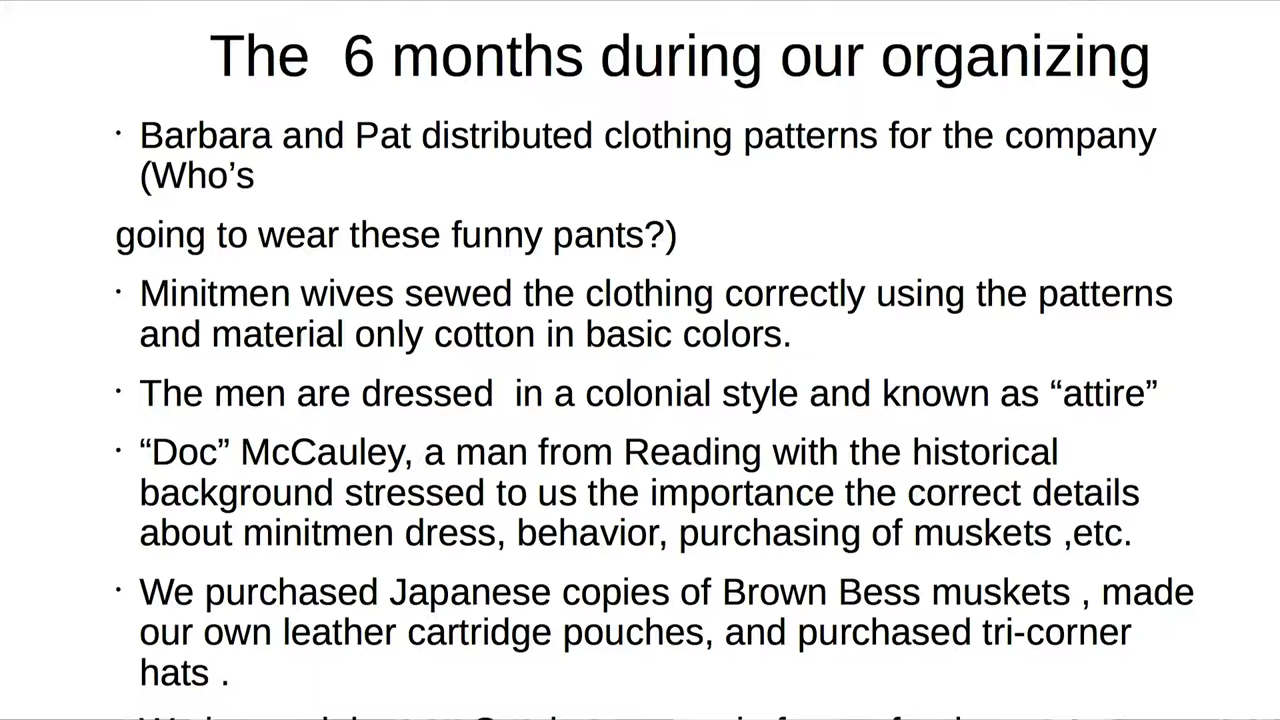 The  6 months during our organizing
· Barbara and Pat distributed clothing patterns for the company
(Who’s
going to wear these funny pants?)
· Minitmen wives sewed the clothing correctly using the patterns
and material only cotton in basic colors.
· The men are dressed  in a colonial style and known as “attire”
· “Doc” McCauley, a man from Reading with the historical
background stressed to us the importance the correct details
about minitmen dress, behavior, purchasing of muskets ,etc.
· We purchased Japanese copies of Brown Bess muskets , made
our own leather cartridge pouches, and purchased tri-corner
hats .